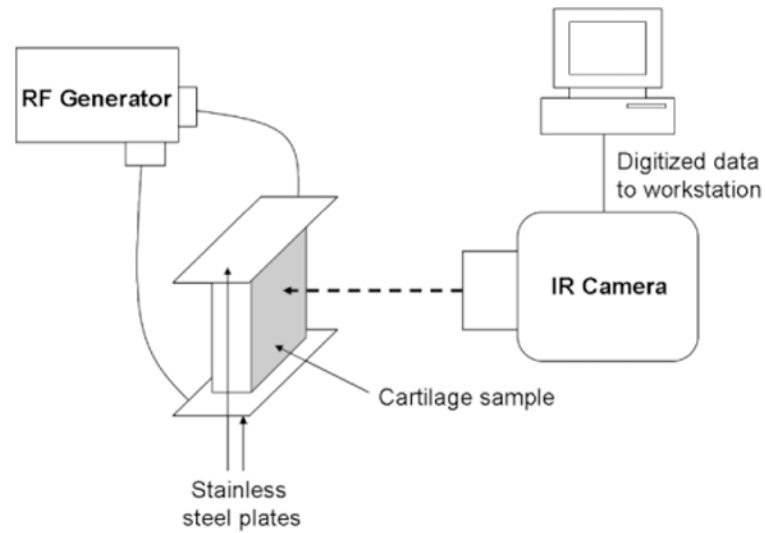 RF Generator
Digitized data
to workstation
IR Camera
Cartilage sample
Stainless
steel plates